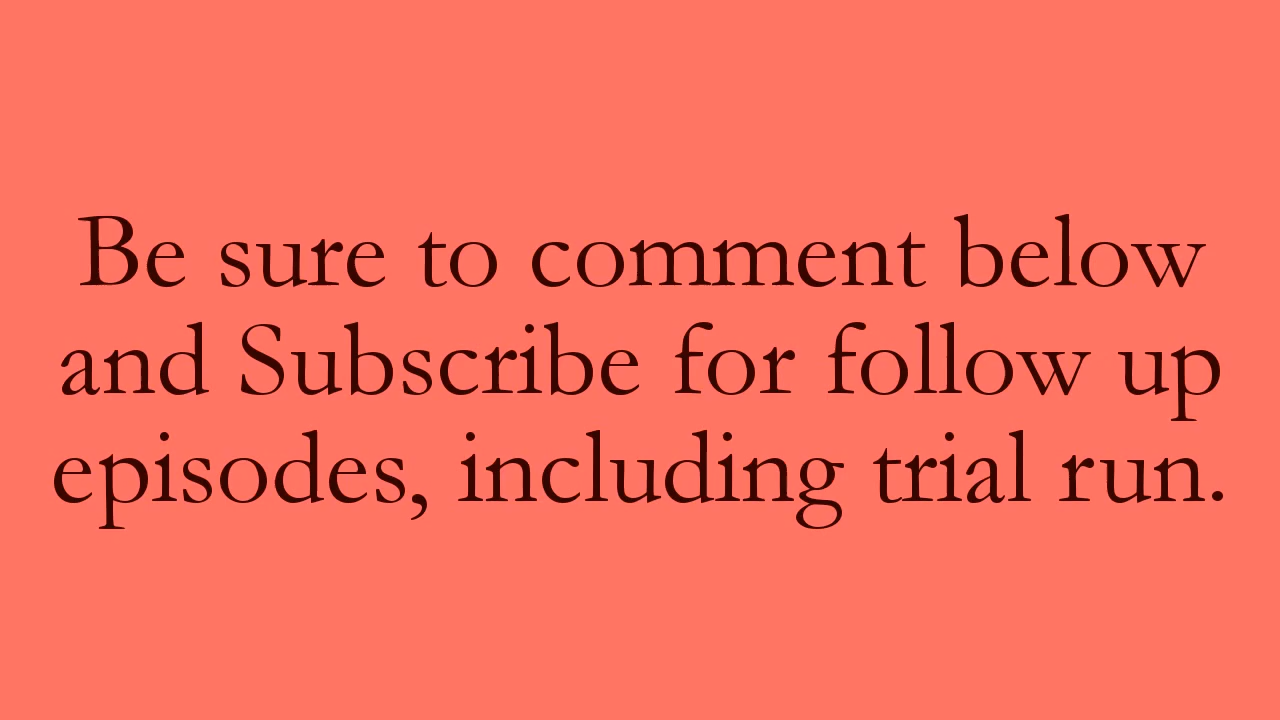 Be sure to comment below
and Subscribe for follow up
episodes, including trial run.